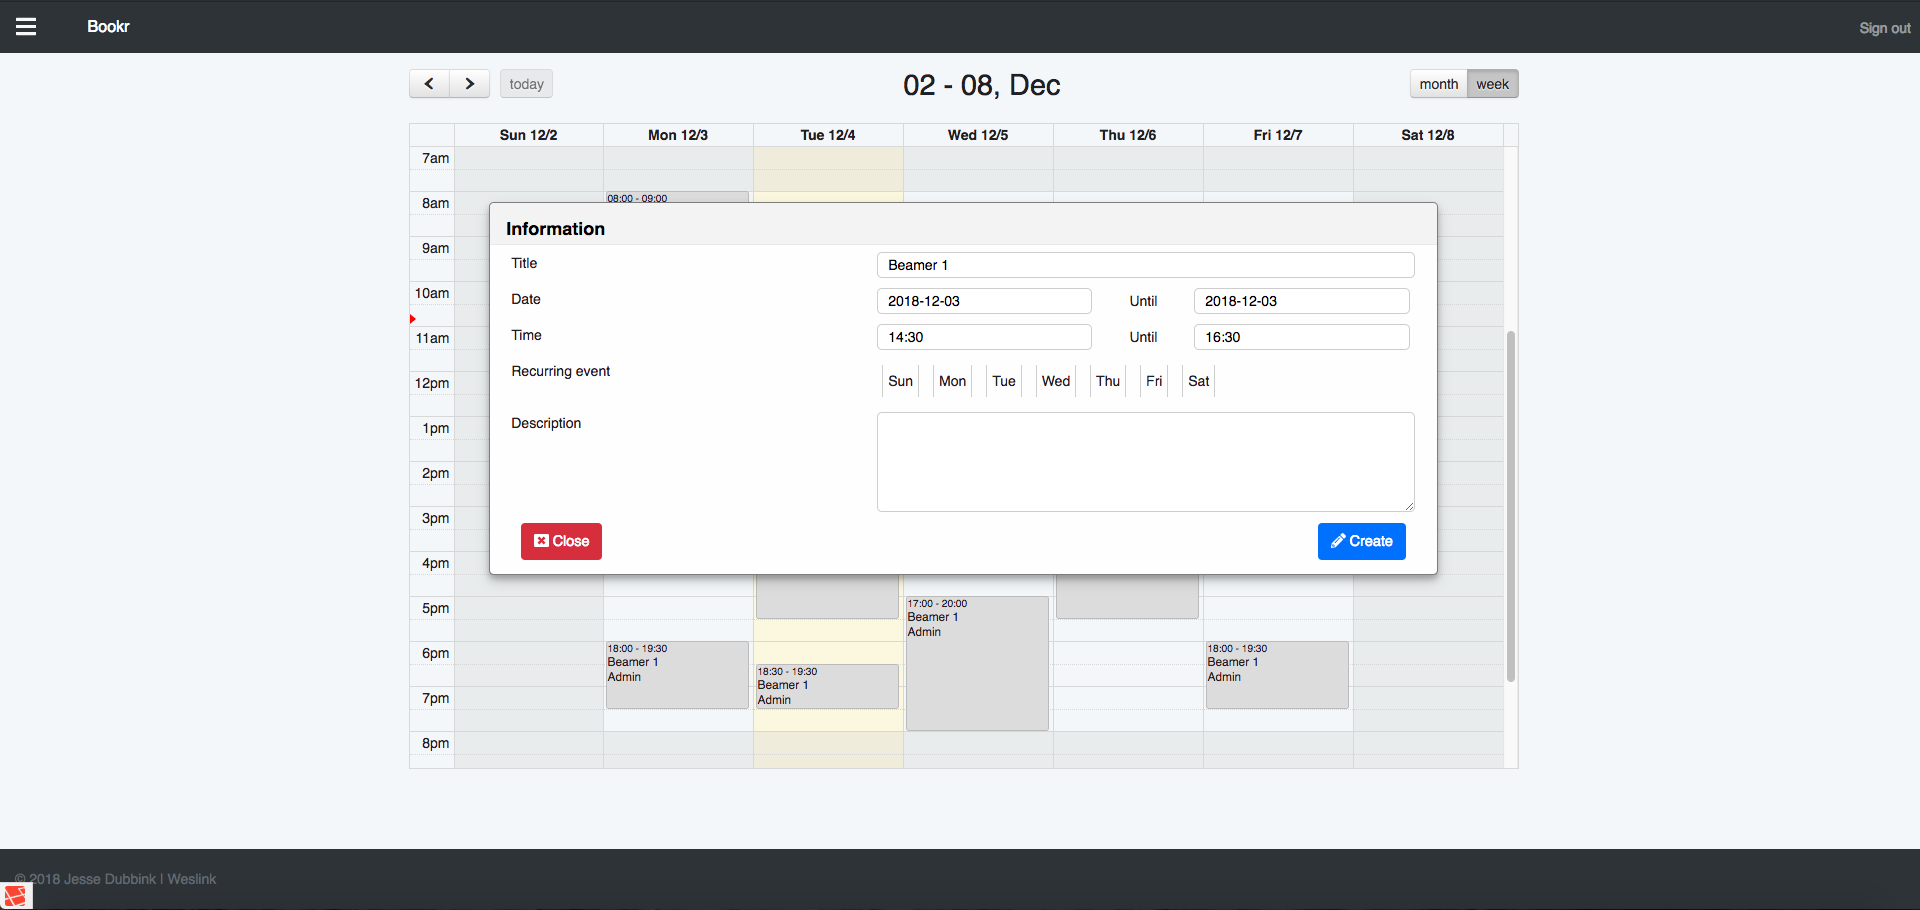 Bookr
Sign out
today
02 - 08, Dec
month week
Sun 12/2 Mon 12/3 Tue 12/4 Wed 12/5 Thu 12/6 Fri 12/7 Sat 12/8
7am
8am
08:00 - 09:00
9am
10am
11am
12pm
1pm
2pm
3pm
4pm
5pm
6pm
7pm
8pm
Information
Title Beamer 1
Date 2018-12-03 Until 2018-12-03
Time 14:30 Until 16:30
Recurring event Sun Mon Tue Wed Thu Fri Sat
Description
Close Create
18:00 - 19:30
Beamer 1
Admin
18:30 - 19:30
Beamer 1
Admin
17:00 - 20:00
Beamer 1
Admin
18:00 - 19:30
Beamer 1
Admin
© 2018 Jesse Dubbink | Weslink